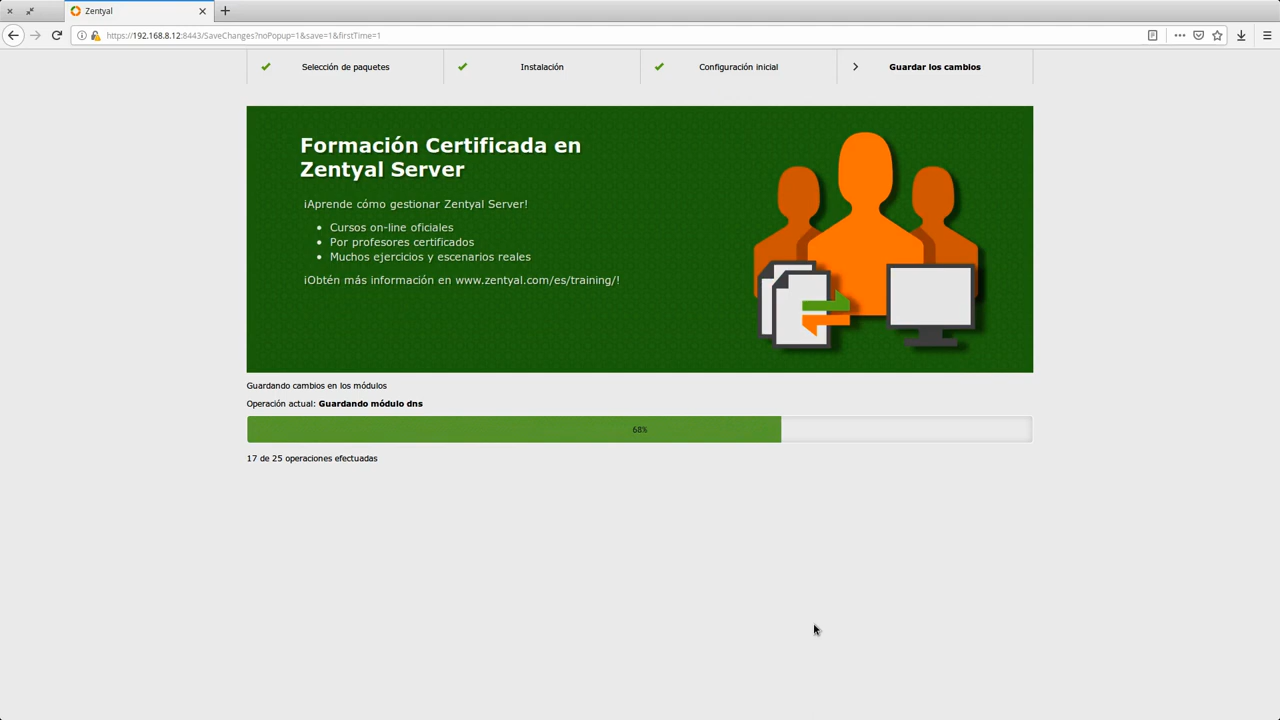 Zentyal
https://192.168.8.12:8443/SaveChanges?noPopup=1&save=1&firstTime=1
Selección de paquetes
Instalación
Configuración inicial
Guardar los cambios
Formación Certificada en
Zentyal Server
¡Aprende cómo gestionar Zentyal Server!
• Cursos on-line oficiales
• Por profesores certificados
• Muchos ejercicios y escenarios reales
¡Obtén más información en www.zentyal.com/es/training/!
Guardando cambios en los módulos
Operación actual: Guardando módulo dns
68%
17 de 25 operaciones efectuadas